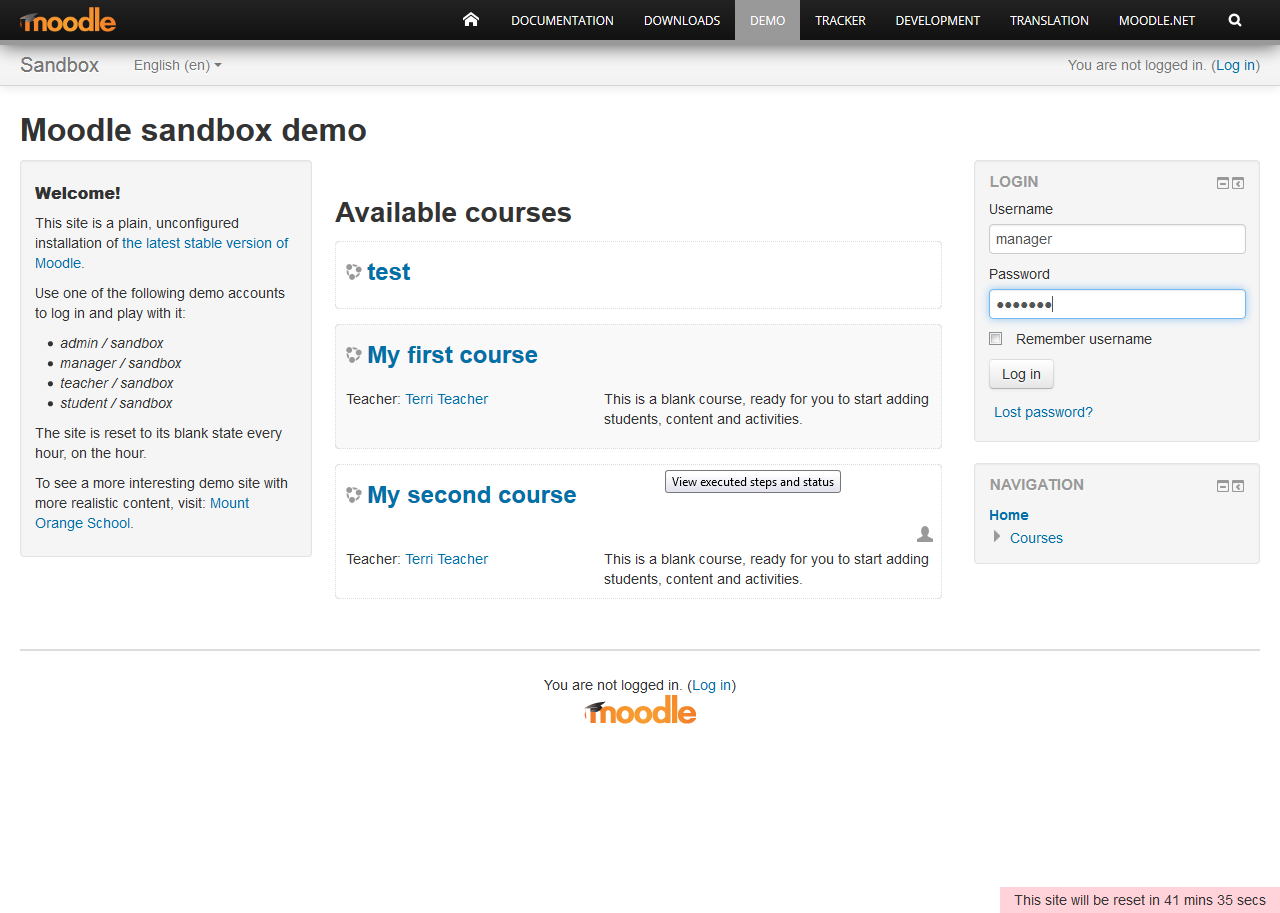 moodle
DOCUMENTATION
DOWNLOADS
DEMO
TRACKER
DEVELOPMENT
TRANSLATION
MOODLE.NET
Sandbox
English (en)
You are not logged in. (Log in)
Moodle sandbox demo
Welcome!
This site is a plain, unconfigured
installation of the latest stable version of
Moodle.
Use one of the following demo accounts
to log in and play with it:
admin / sandbox
manager / sandbox
teacher / sandbox
student / sandbox
The site is reset to its blank state every
hour, on the hour.
To see a more interesting demo site with
more realistic content, visit: Mount
Orange School.
Available courses
test
My first course
Teacher: Terri Teacher
This is a blank course, ready for you to start adding
students, content and activities.
View executed steps and status
My second course
Teacher: Terri Teacher
This is a blank course, ready for you to start adding
students, content and activities.
LOGIN
Username
manager
Password
Remember username
Log in
Lost password?
NAVIGATION
Home
Courses
You are not logged in. (Log in)
moodle
This site will be reset in 41 mins 35 secs